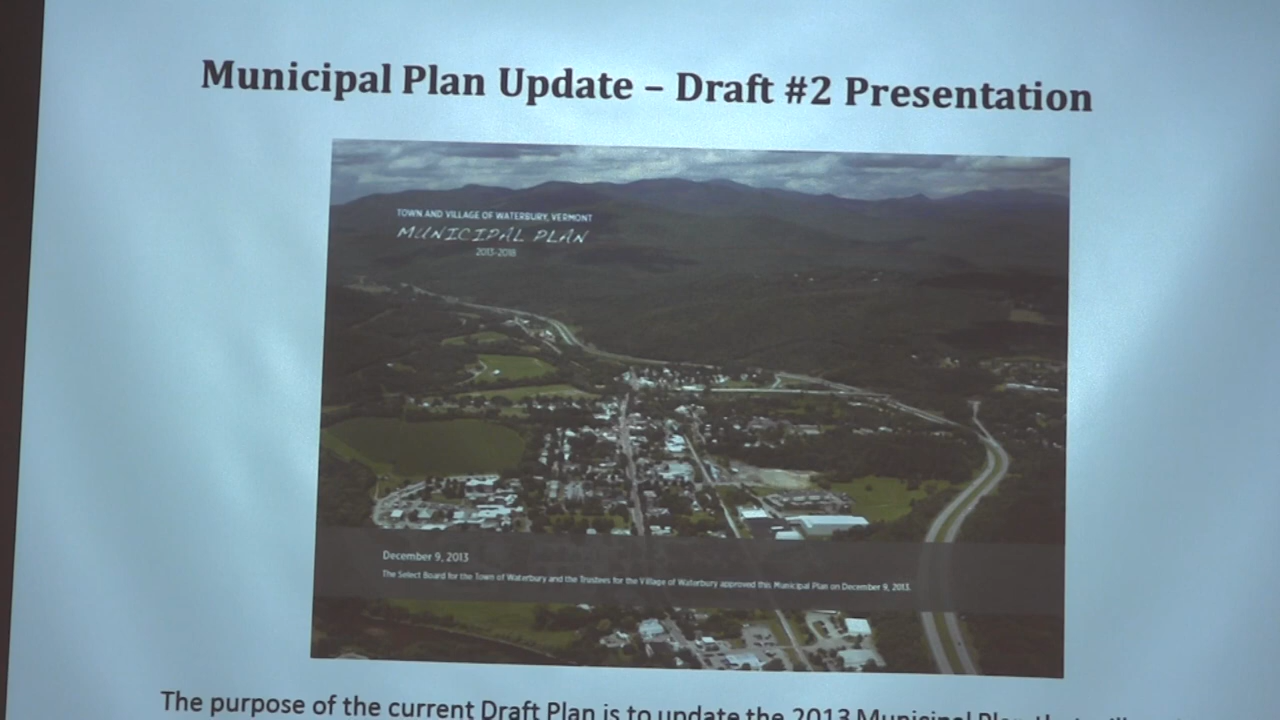 Municipal Plan Update – Draft #2 Presentation
TOWN AND VILLAGE OF WATERBURY, VERMONT
MUNICIPAL PLAN
2013-2018
December 9, 2013
The Select Board for the Town of Waterbury and the Trustees for the Village of Waterbury approved this Municipal Plan on December 9, 2013.
The purpose of the current Draft Plan is to update the 2013 Municipal Plan that will